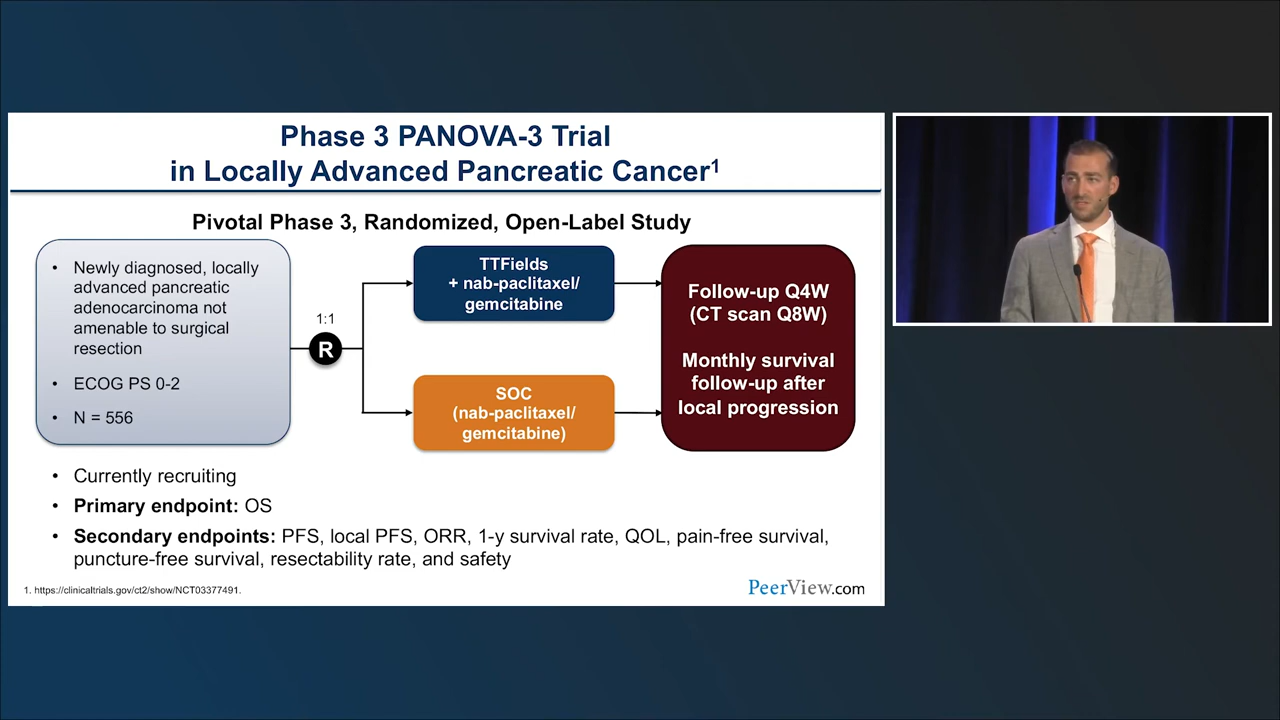 Phase 3 PANOVA-3 Trial
in Locally Advanced Pancreatic Cancer¹
Pivotal Phase 3, Randomized, Open-Label Study
• Newly diagnosed, locally
advanced pancreatic
adenocarcinoma not
amenable to surgical
resection
• ECOG PS 0-2
• N = 556
1:1
R
TTFields
+ nab-paclitaxel/
gemcitabine
SOC
(nab-paclitaxel/
gemcitabine)
Follow-up Q4W
(CT scan Q8W)
Monthly survival
follow-up after
local progression
• Currently recruiting
• Primary endpoint: OS
• Secondary endpoints: PFS, local PFS, ORR, 1-y survival rate, QOL, pain-free survival,
puncture-free survival, resectability rate, and safety
1. https://clinicaltrials.gov/ct2/show/NCT03377491.
PeerView.com